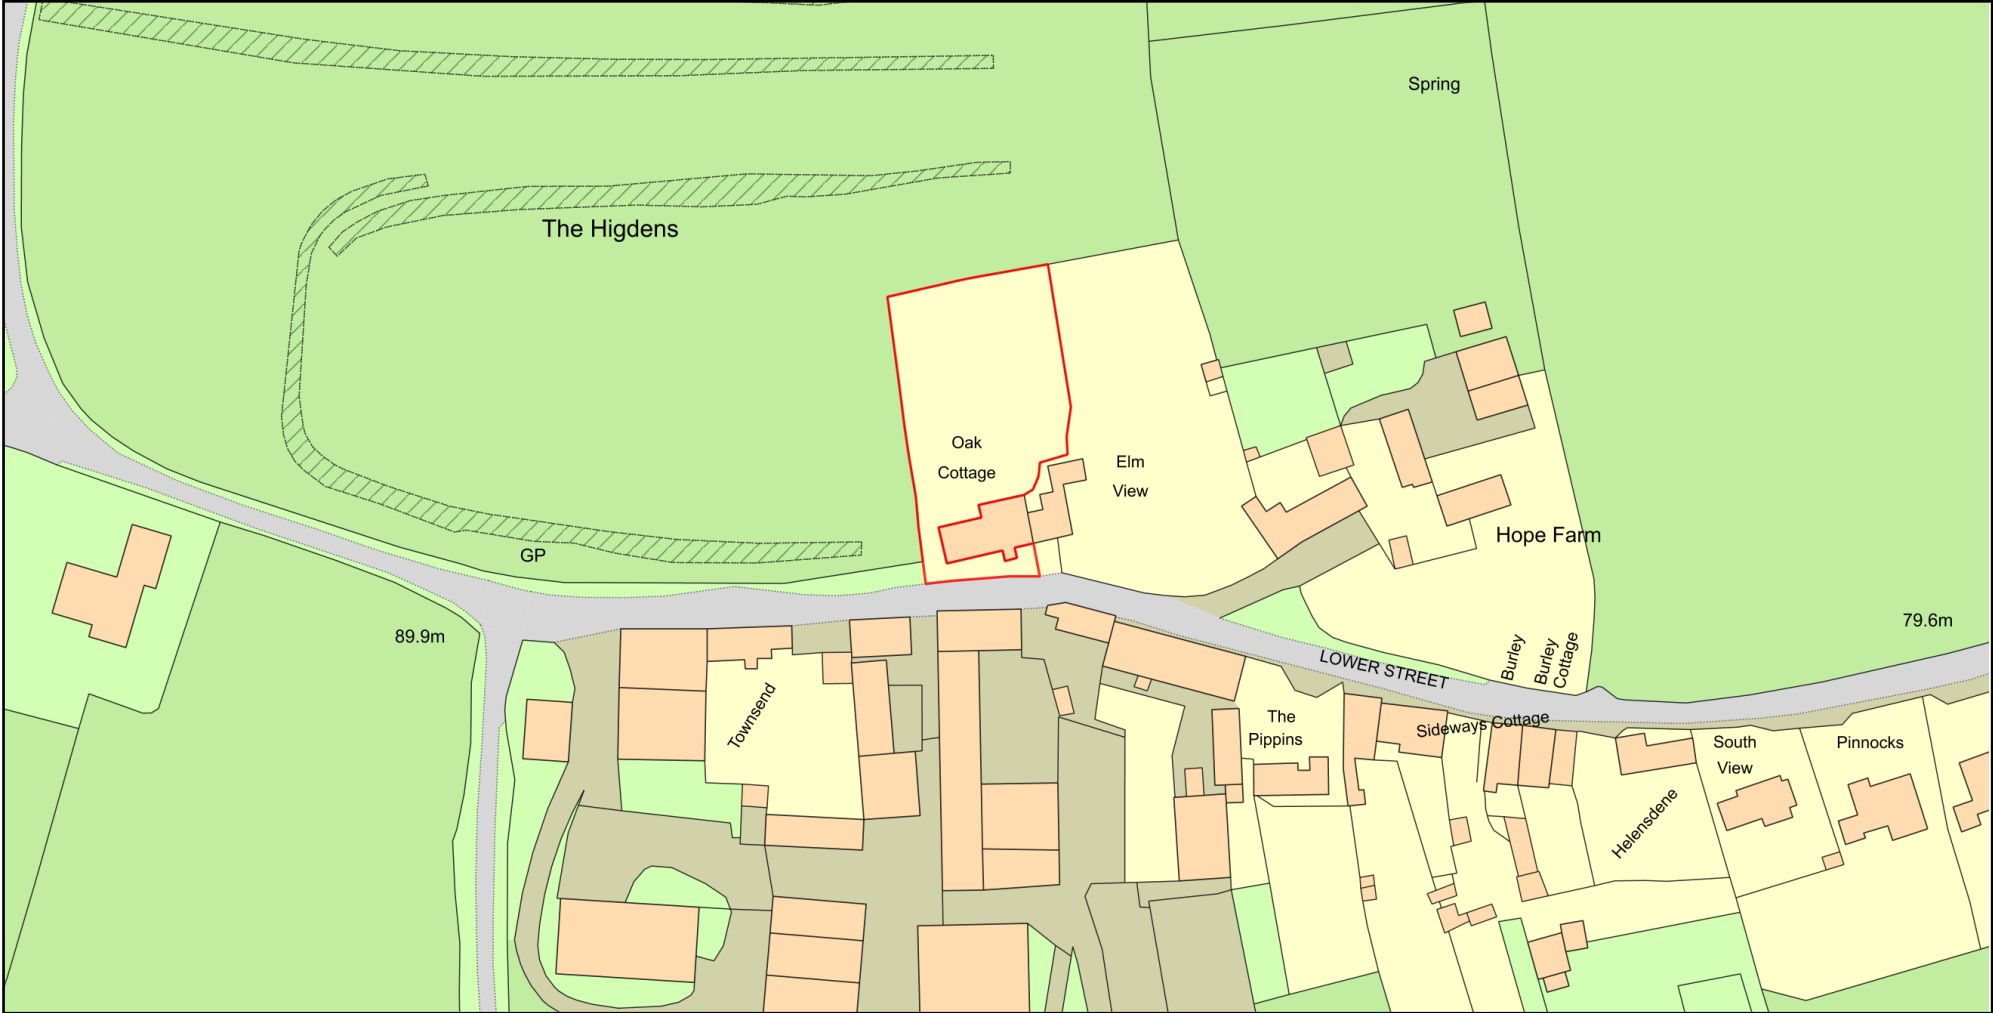 Spring
The Higdens
Oak
Cottage
Elm
View
Hope Farm
GP
89.9m
79.6m
LOWER STREET
Burley
Burley
Cottage
Townsend
The
Pippins
Sideways Cottage
South
View
Pinnocks
Helensdene